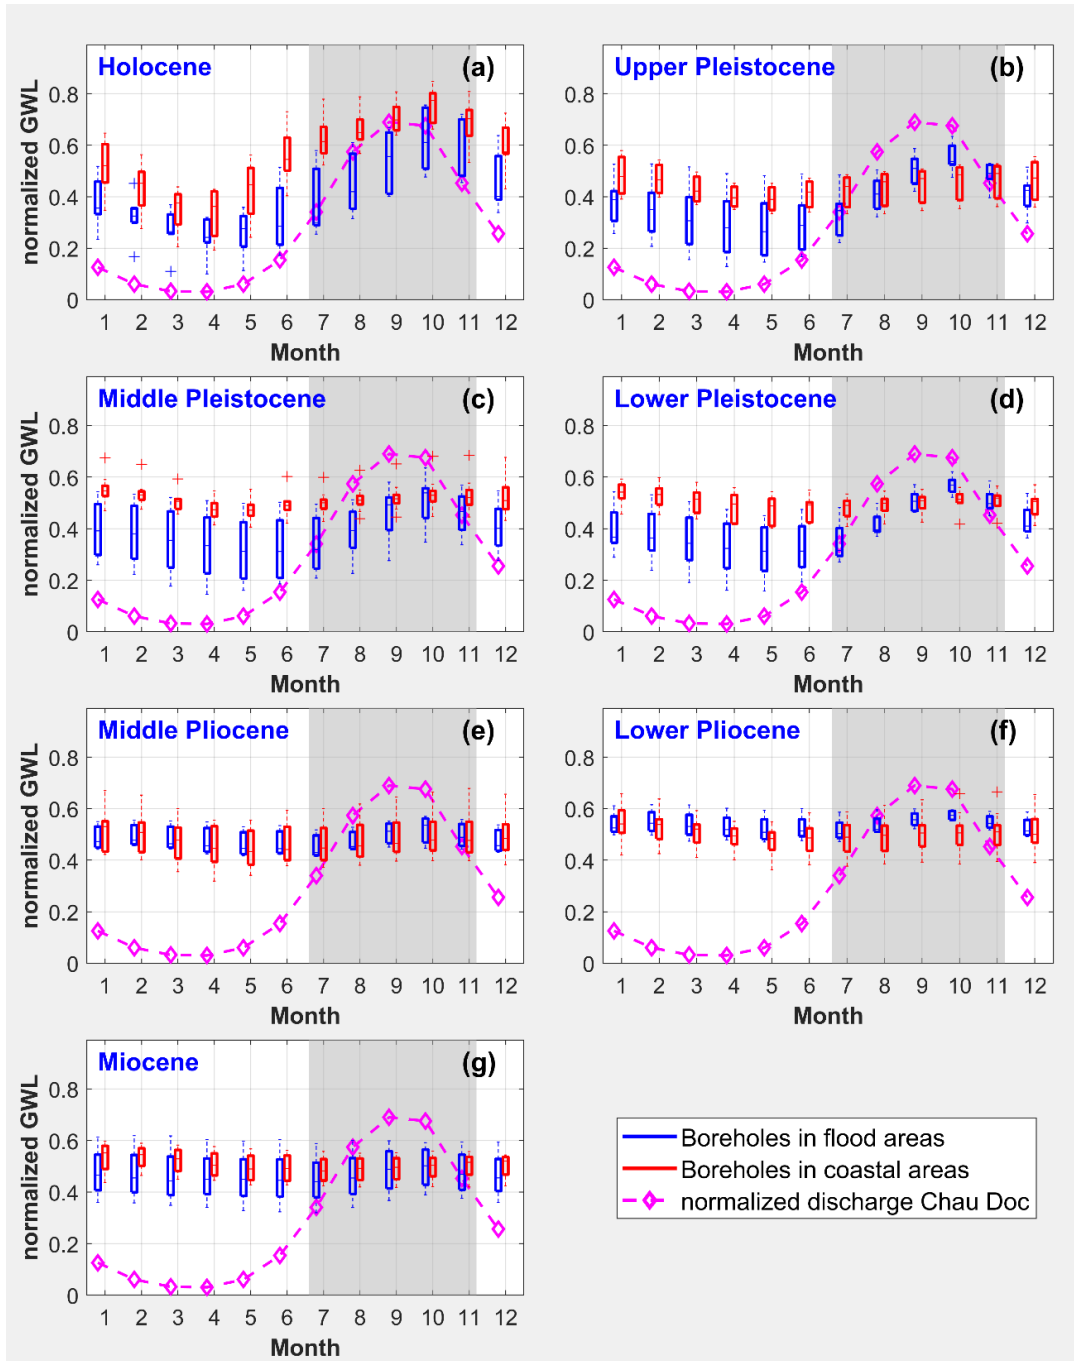 Holocene (a)
normalized GWL
0.8
0.6
0.4
0.2
0
1 2 3 4 5 6 7 8 9 10 11 12
Month
Upper Pleistocene (b)
0.8
0.6
0.4
0.2
0
1 2 3 4 5 6 7 8 9 10 11 12
Month
Middle Pleistocene (c)
normalized GWL
0.8
0.6
0.4
0.2
0
1 2 3 4 5 6 7 8 9 10 11 12
Month
Lower Pleistocene (d)
0.8
0.6
0.4
0.2
0
1 2 3 4 5 6 7 8 9 10 11 12
Month
Middle Pliocene (e)
normalized GWL
0.8
0.6
0.4
0.2
0
1 2 3 4 5 6 7 8 9 10 11 12
Month
Lower Pliocene (f)
0.8
0.6
0.4
0.2
0
1 2 3 4 5 6 7 8 9 10 11 12
Month
Miocene (g)
normalized GWL
0.8
0.6
0.4
0.2
0
1 2 3 4 5 6 7 8 9 10 11 12
Month
Boreholes in flood areas
Boreholes in coastal areas
normalized discharge Chau Doc